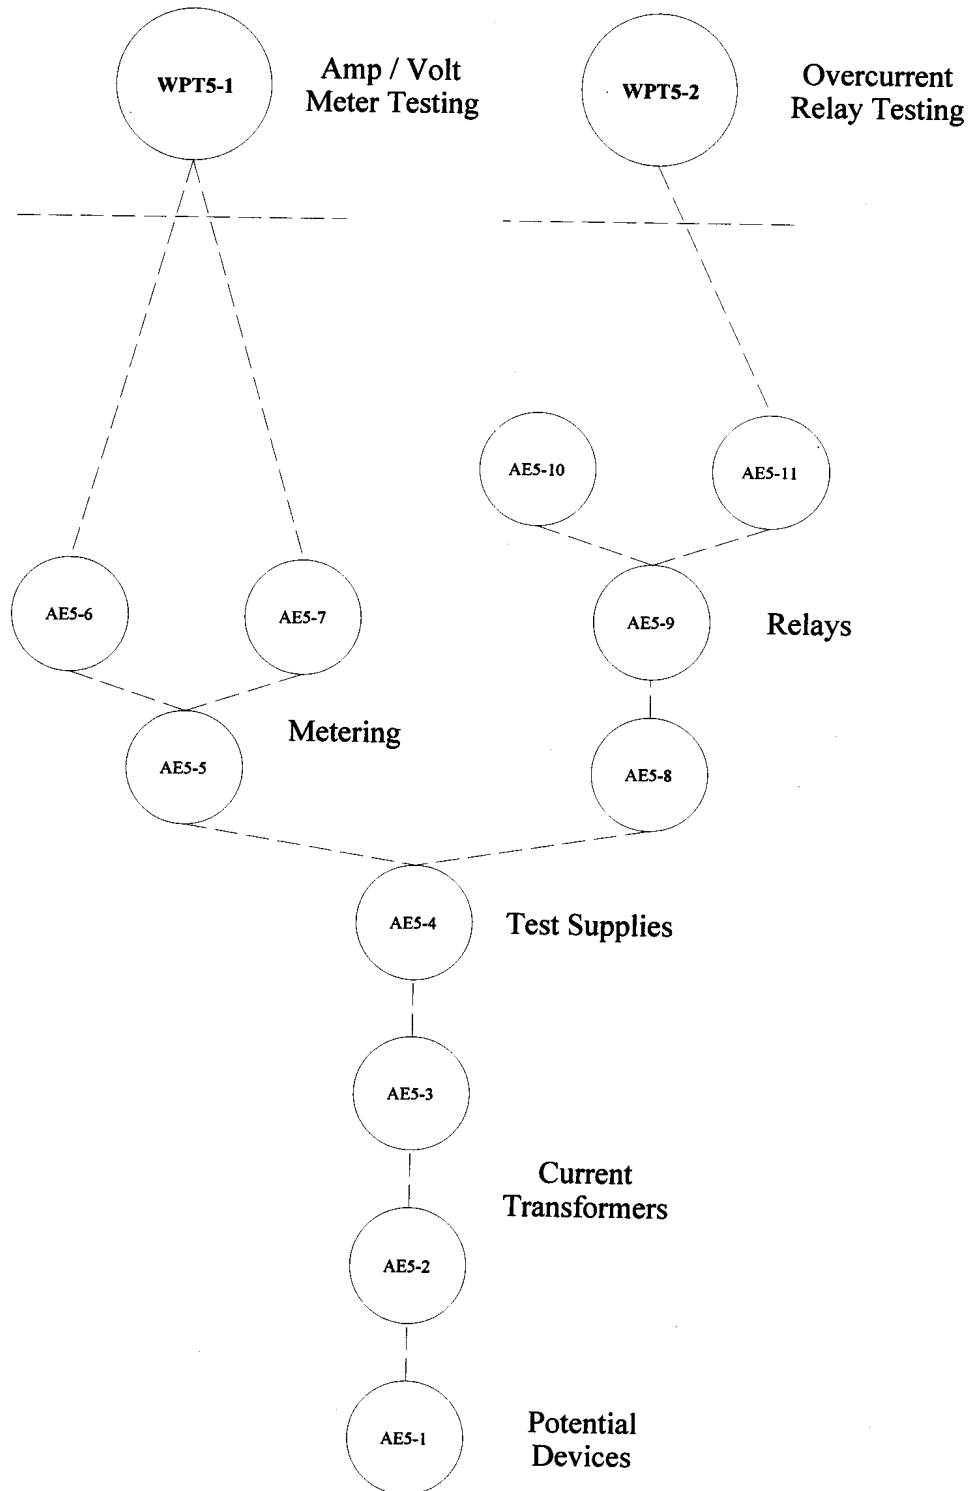 WPT5-1
Amp / Volt
Meter Testing
WPT5-2
Overcurrent
Relay Testing
AE5-10
AE5-11
AE5-6
AE5-7
AE5-9
Relays
Metering
AE5-5
AE5-8
AE5-4
Test Supplies
AE5-3
Current
Transformers
AE5-2
AE5-1
Potential
Devices